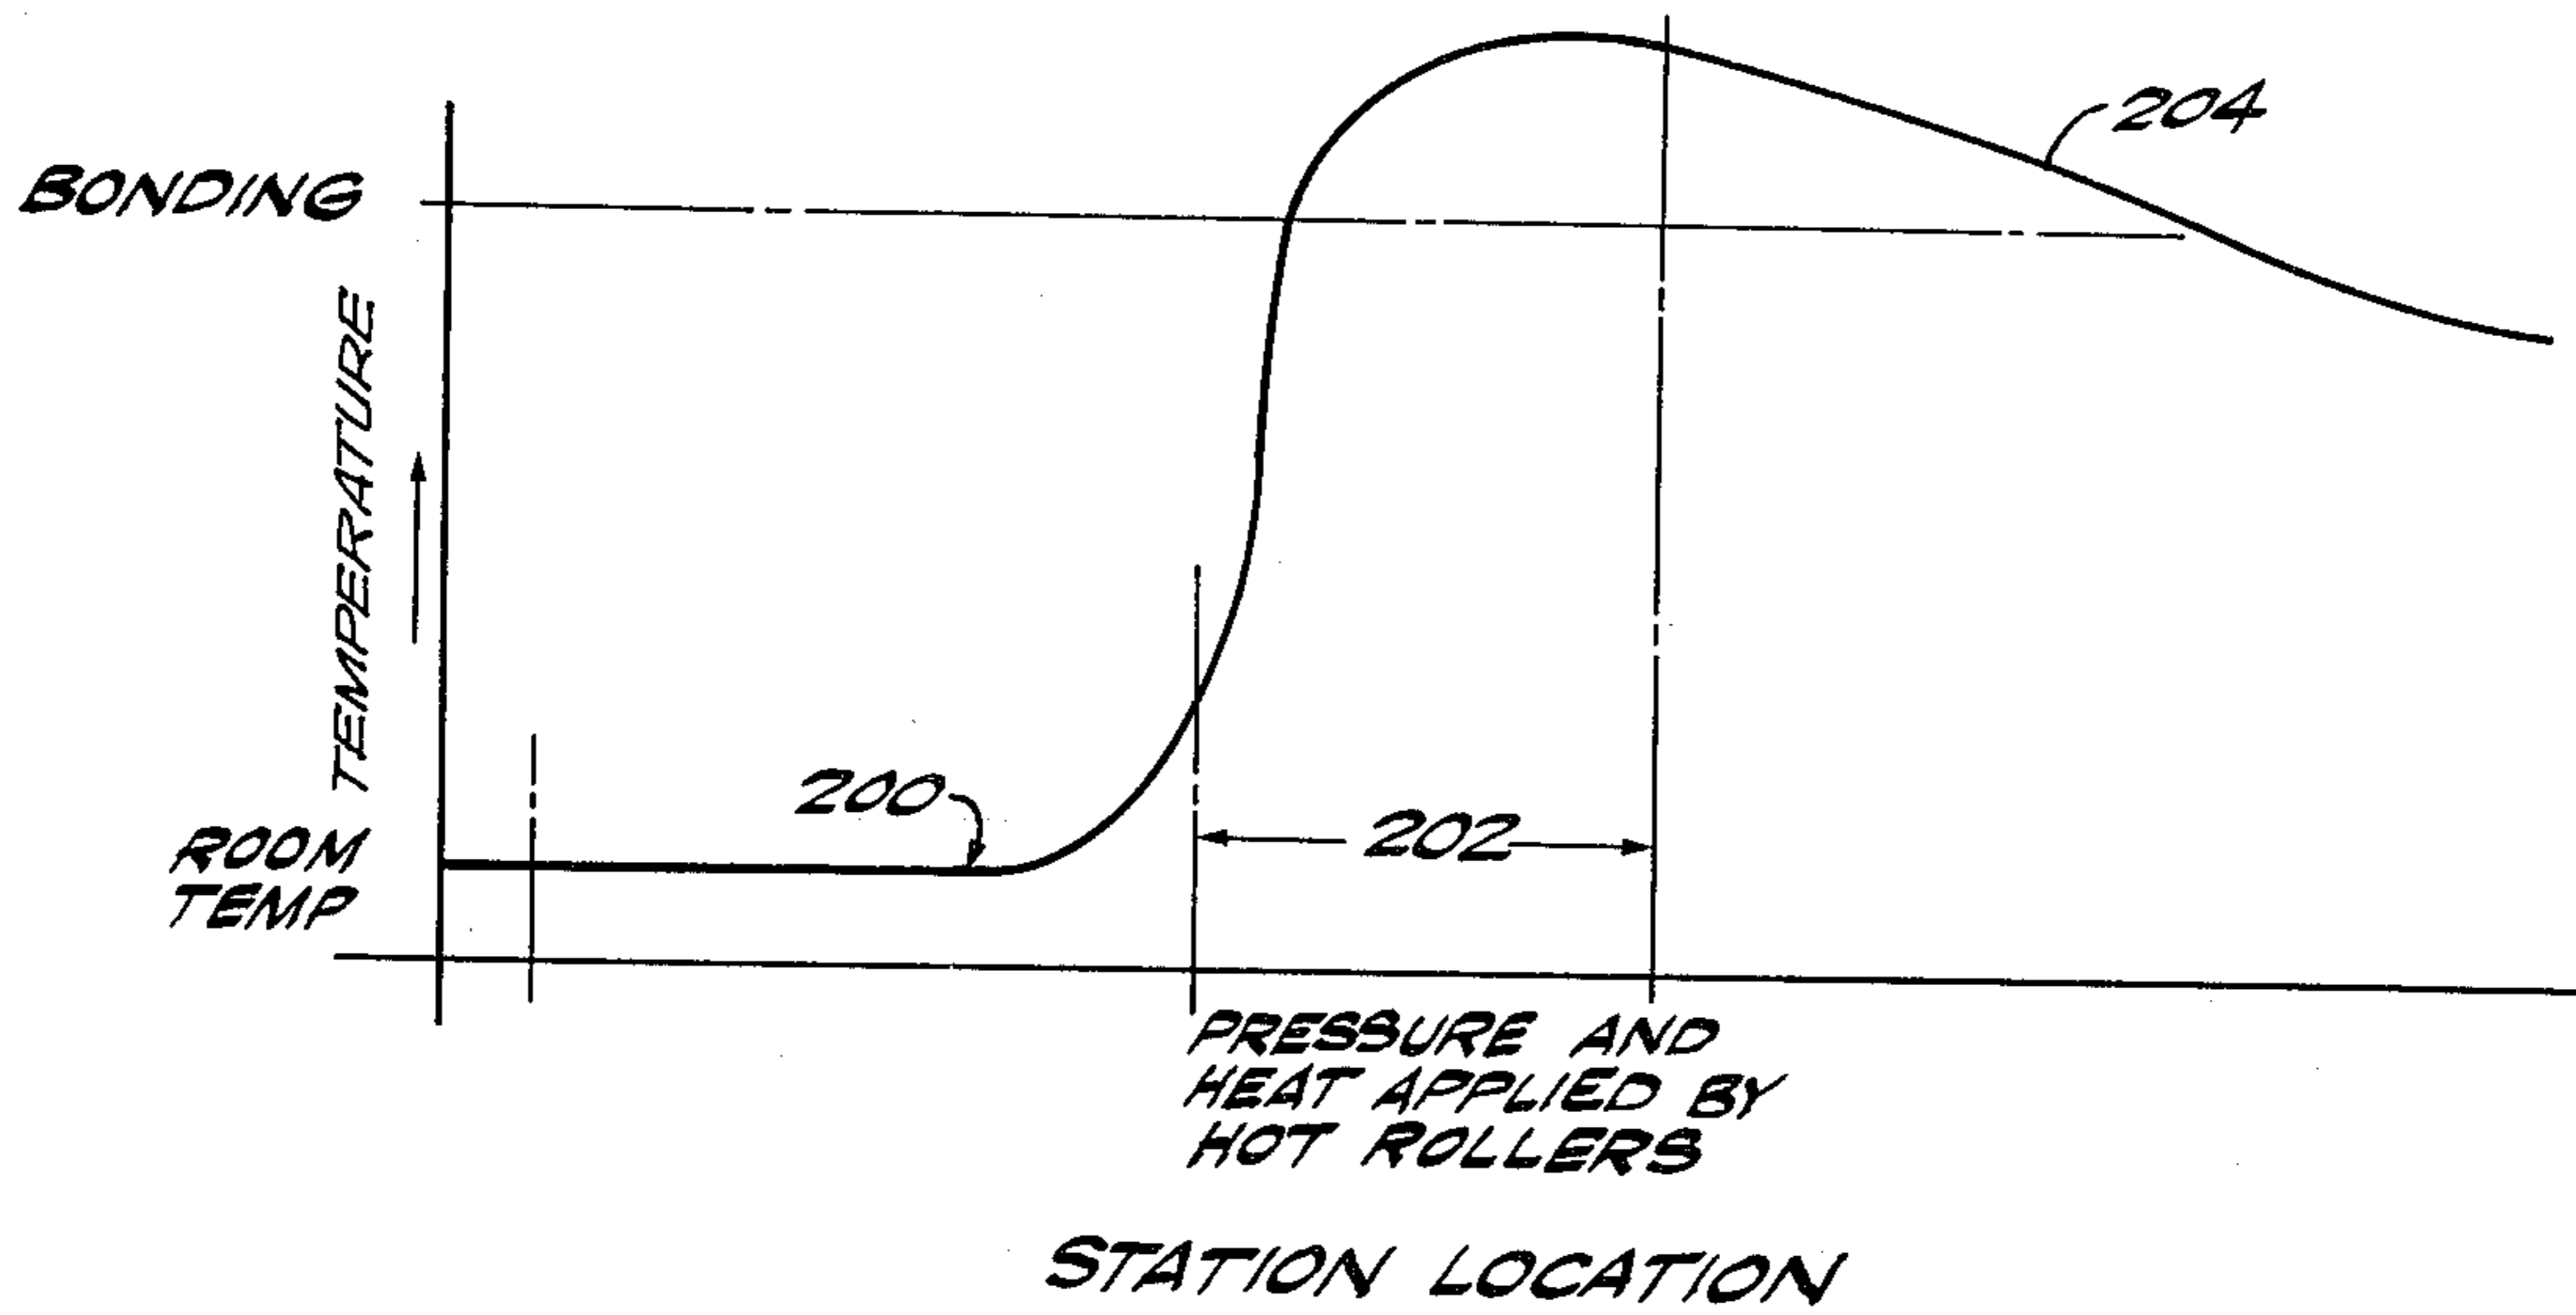 204
BONDING
TEMPERATURE
200
202
ROOM
TEMP
PRESSURE AND
HEAT APPLIED BY
HOT ROLLERS
STATION LOCATION